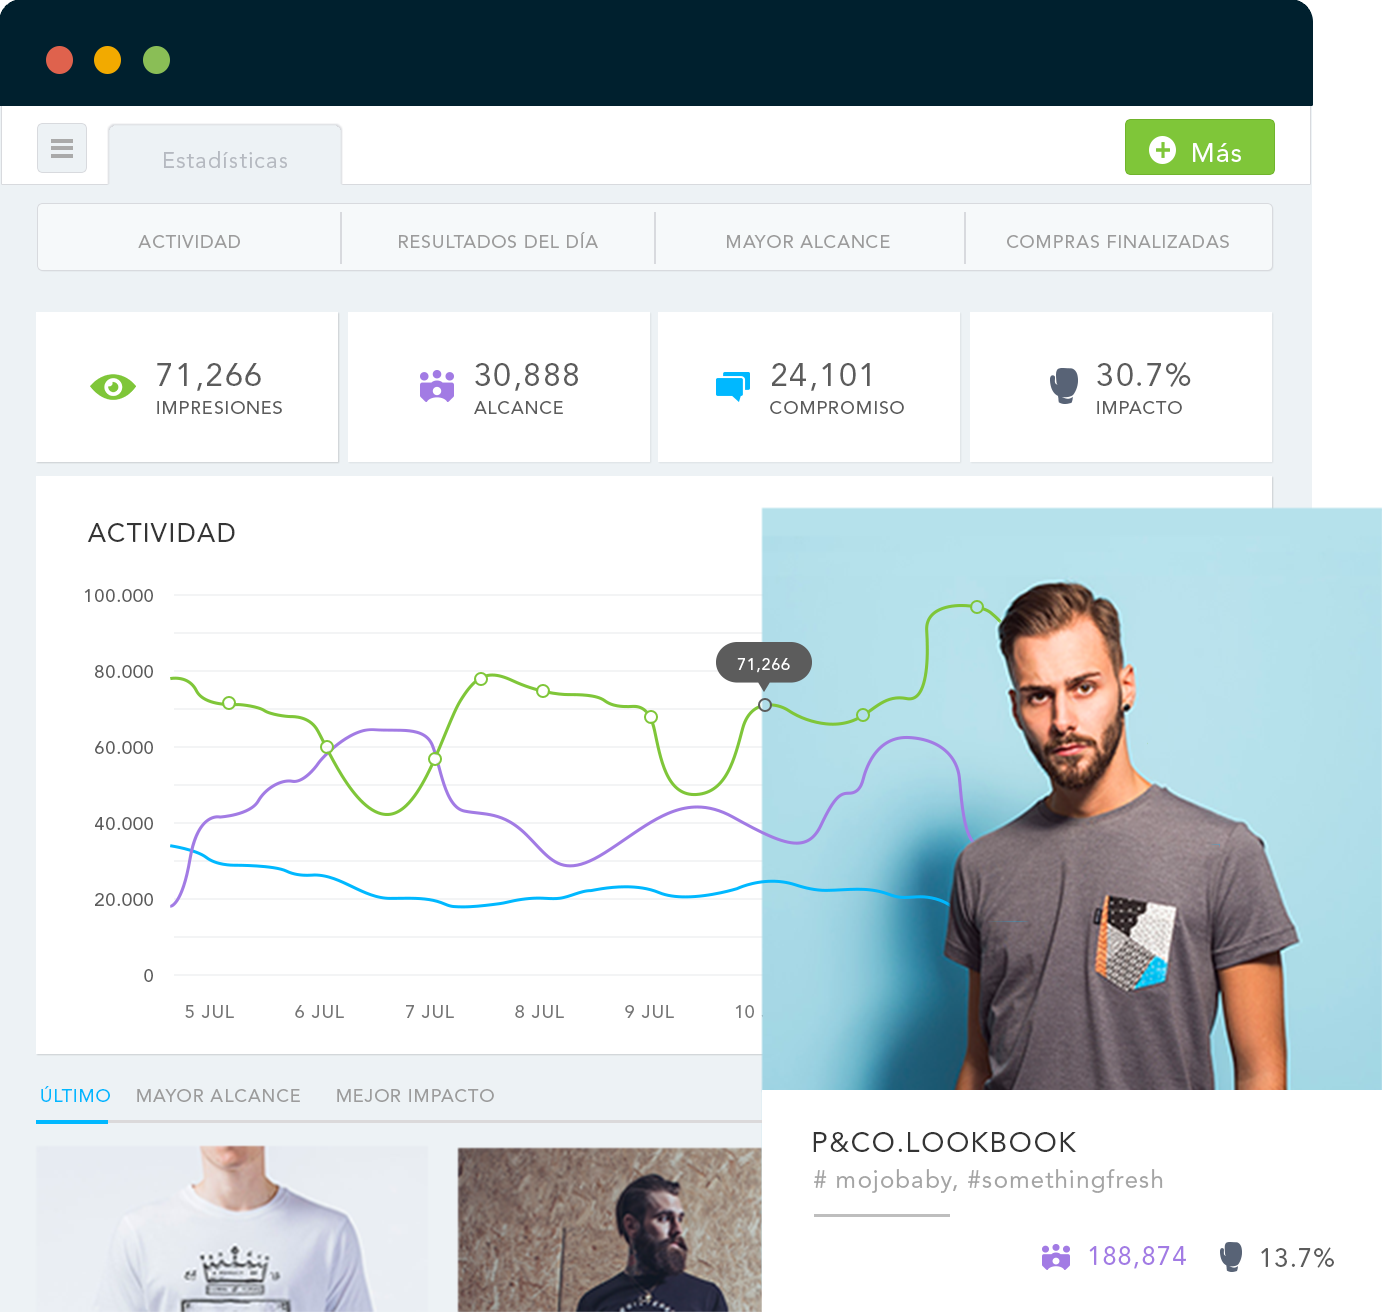 Estadísticas
Más
ACTIVIDAD
RESULTADOS DEL DÍA
MAYOR ALCANCE
COMPRAS FINALIZADAS
71,266
IMPRESIONES
30,888
ALCANCE
24,101
COMPROMISO
30.7%
IMPACTO
ACTIVIDAD
100.000
80.000
60.000
40.000
20.000
0
71,266
5 JUL
6 JUL
7 JUL
8 JUL
9 JUL
10
ÚLTIMO
MAYOR ALCANCE
MEJOR IMPACTO
P&CO.LOOKBOOK
# mojobaby, #somethingfresh
188,874
13.7%